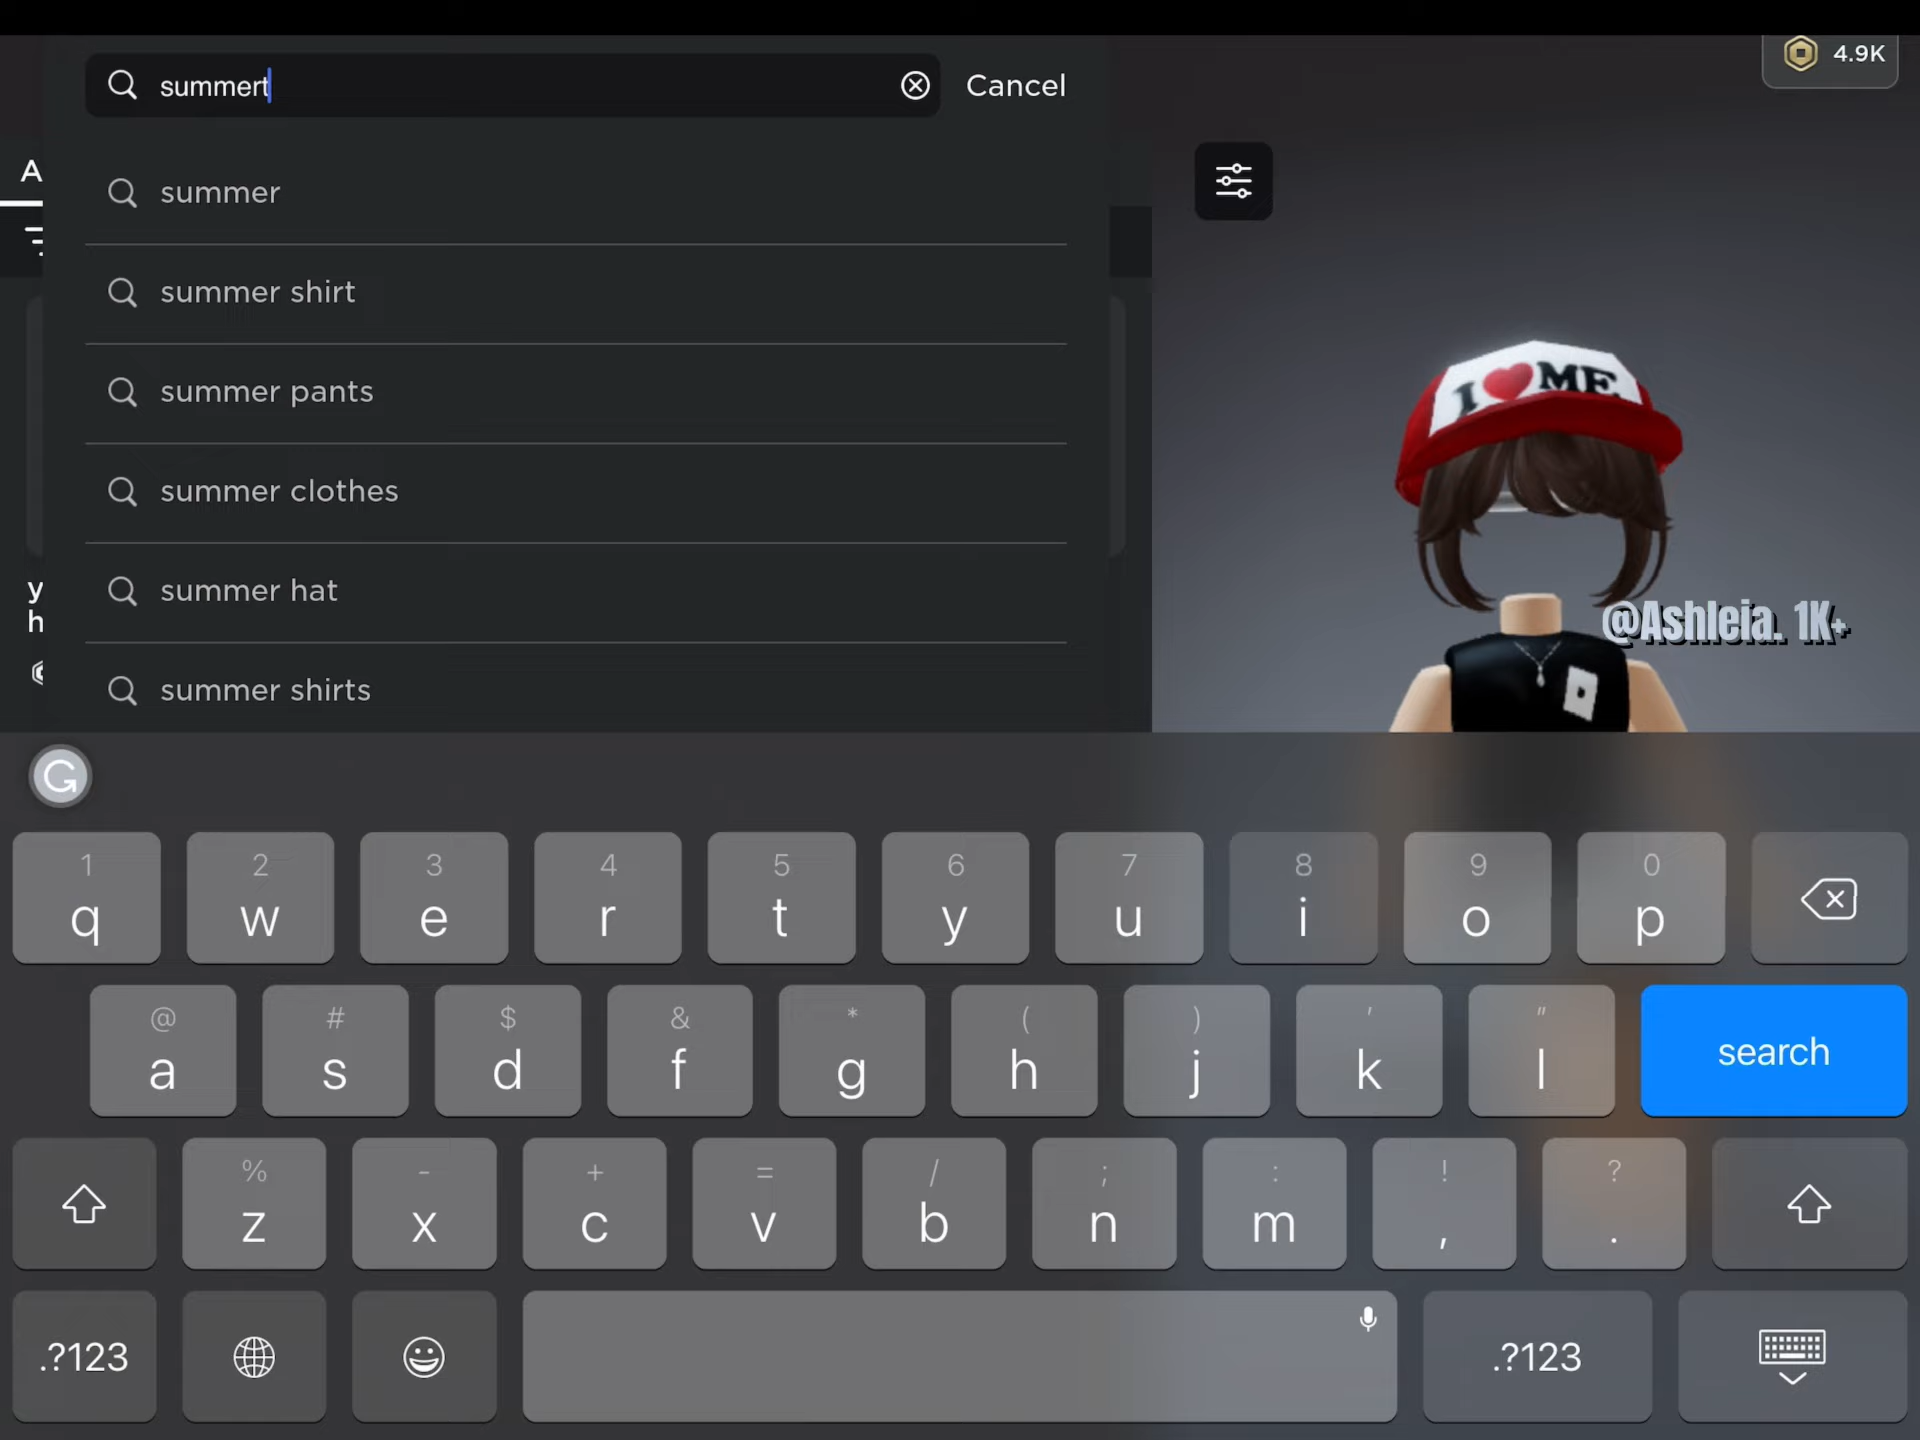 summert
Cancel
4.9K
A
summer
summer shirt
summer pants
summer clothes
summer hat
summer shirts
y
h
I ME
@Ashleia. 1K+
1 2 3 4 5 6 7 8 9 0
q w e r t y u i o p
@ # $ & * ( ) ' "
a s d f g h j k l search
% - + = / ; : ! ?
z x c v b n m , .
.?123 .?123